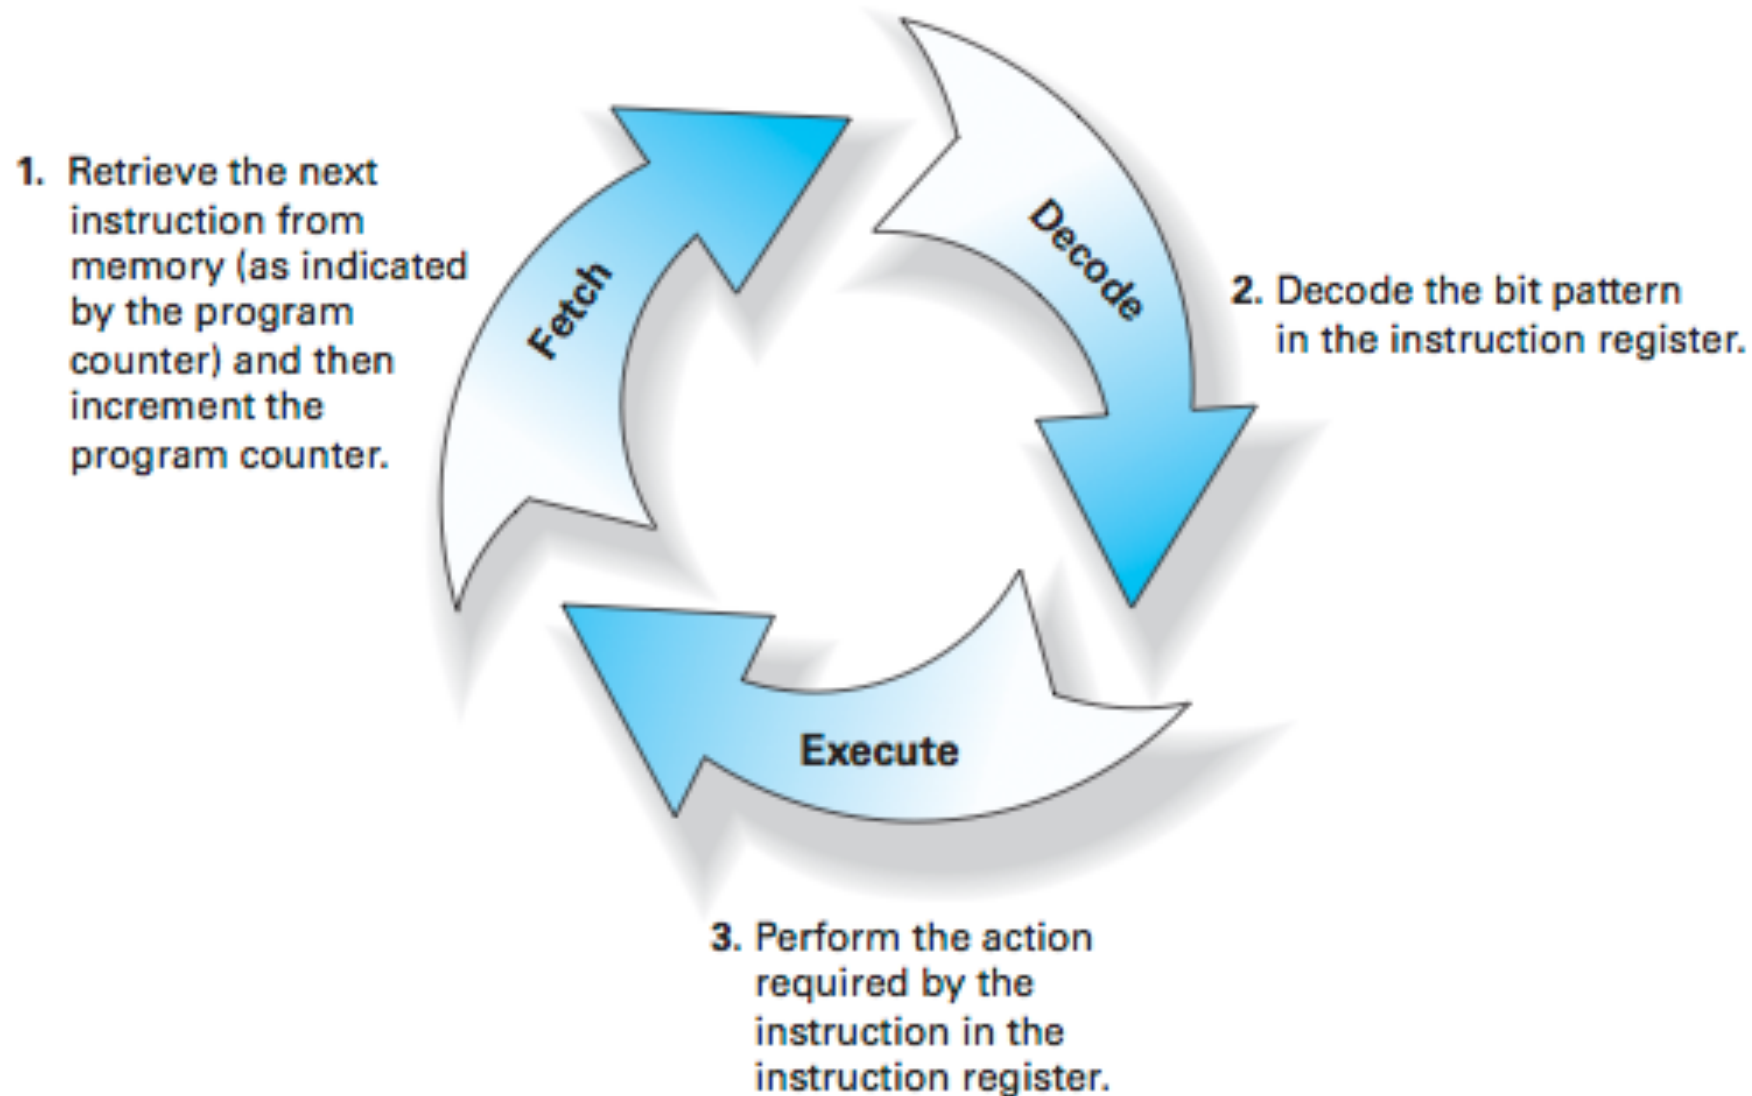 1. Retrieve the next
instruction from
memory (as indicated
by the program
counter) and then
increment the
program counter.
Fetch
Decode
2. Decode the bit pattern
in the instruction register.
Execute
3. Perform the action
required by the
instruction in the
instruction register.